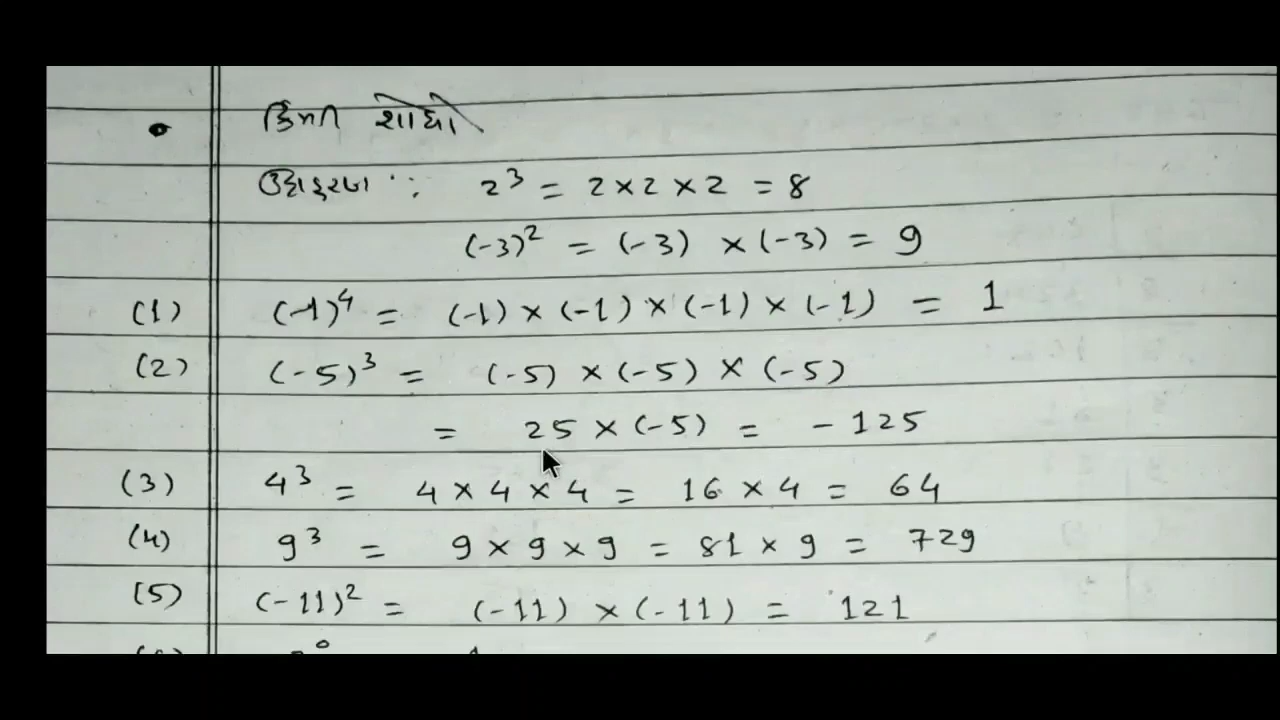 • કિંમત શોધો
ઉદાહરણ :: 2³ = 2 × 2 × 2 = 8
(-3)² = (-3) × (-3) = 9
(1) (-1)⁴ = (-1) × (-1) × (-1) × (-1) = 1
(2) (-5)³ = (-5) × (-5) × (-5)
= 25 × (-5) = - 125
(3) 4³ = 4 × 4 × 4 = 16 × 4 = 64
(4) 9³ = 9 × 9 × 9 = 81 × 9 = 729
(5) (-11)² = (-11) × (-11) = 121